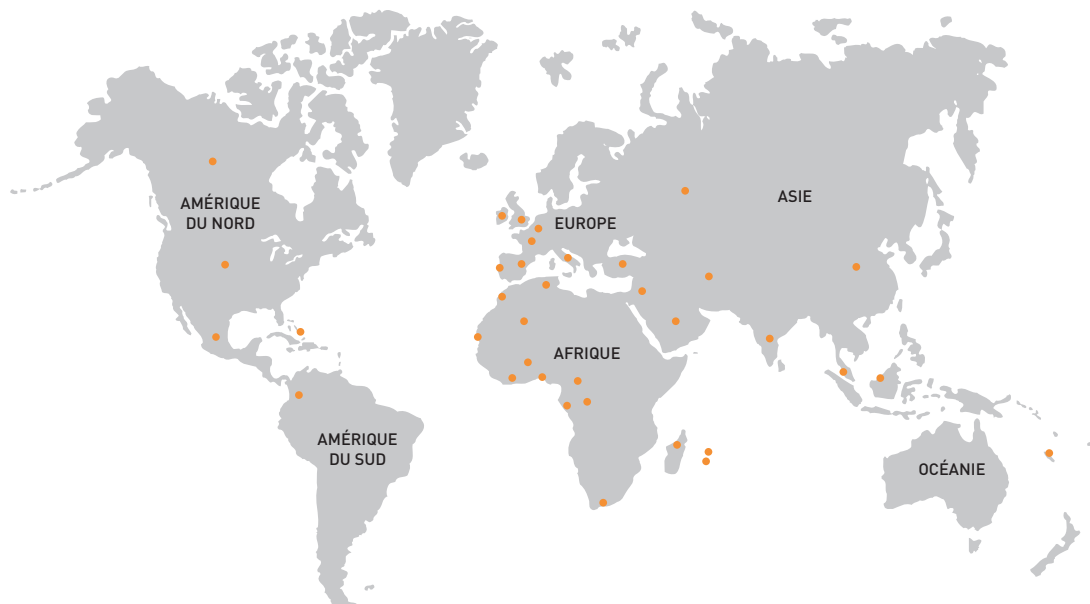 AMÉRIQUE
DU NORD
EUROPE
ASIE
AFRIQUE
AMÉRIQUE
DU SUD
OCÉANIE